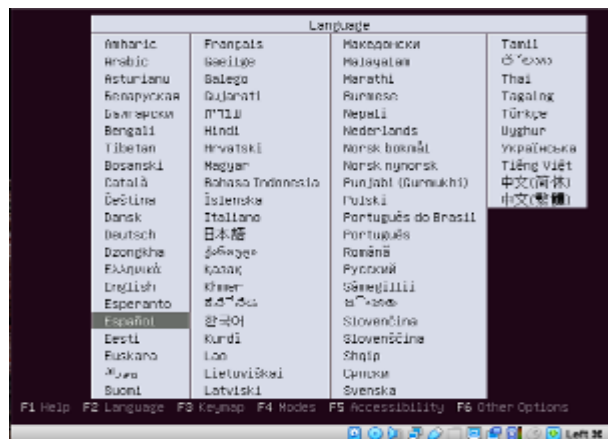 Language
Amharic
Arabic
Asturianu
Беларуская
Български
Bengali
Tibetan
Bosanski
Català
Čeština
Dansk
Deutsch
Dzongkha
Ελληνικά
English
Esperanto
Español
Eesti
Euskara
Suomi
Français
Gaeilge
Galego
Gujarati
עברית
Hindi
Hrvatski
Magyar
Bahasa Indonesia
Íslenska
Italiano
日本語
ქართული
Қазақ
Khmer
ಕನ್ನಡ
한국어
Kurdî
Lao
Lietuviškai
Latviski
Македонски
Malayalam
Marathi
Burmese
Nepali
Nederlands
Norsk bokmål
Norsk nynorsk
Punjabi (Gurmukhi)
Polski
Português do Brasil
Português
Română
Русский
Sámegillii
Slovenčina
Slovenščina
Shqip
Српски
Svenska
Tamil
Thai
Tagalog
Türkçe
Uyghur
Українська
Tiếng Việt
中文(简体)
中文(繁體)
F1 Help F2 Language F3 Keymap F4 Modes F5 Accessibility F6 Other Options
Left ⌘